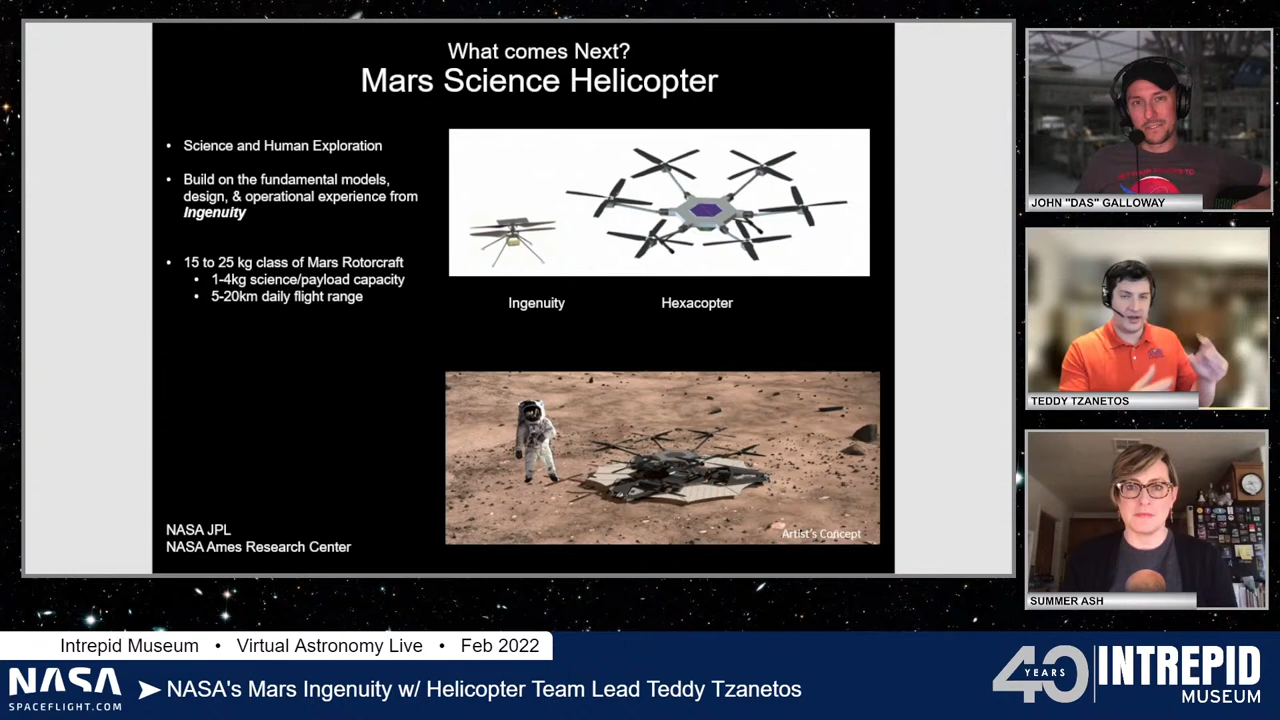 What comes Next?
Mars Science Helicopter
• Science and Human Exploration
• Build on the fundamental models,
design, & operational experience from
Ingenuity
• 15 to 25 kg class of Mars Rotorcraft
• 1-4kg science/payload capacity
• 5-20km daily flight range
Ingenuity
Hexacopter
Artist's Concept
NASA JPL
NASA Ames Research Center
JOHN "DAS" GALLOWAY
TEDDY TZANETOS
SUMMER ASH
Intrepid Museum • Virtual Astronomy Live • Feb 2022
NASA
SPACEFLIGHT.COM
NASA's Mars Ingenuity w/ Helicopter Team Lead Teddy Tzanetos
40
YEARS
INTREPID
MUSEUM